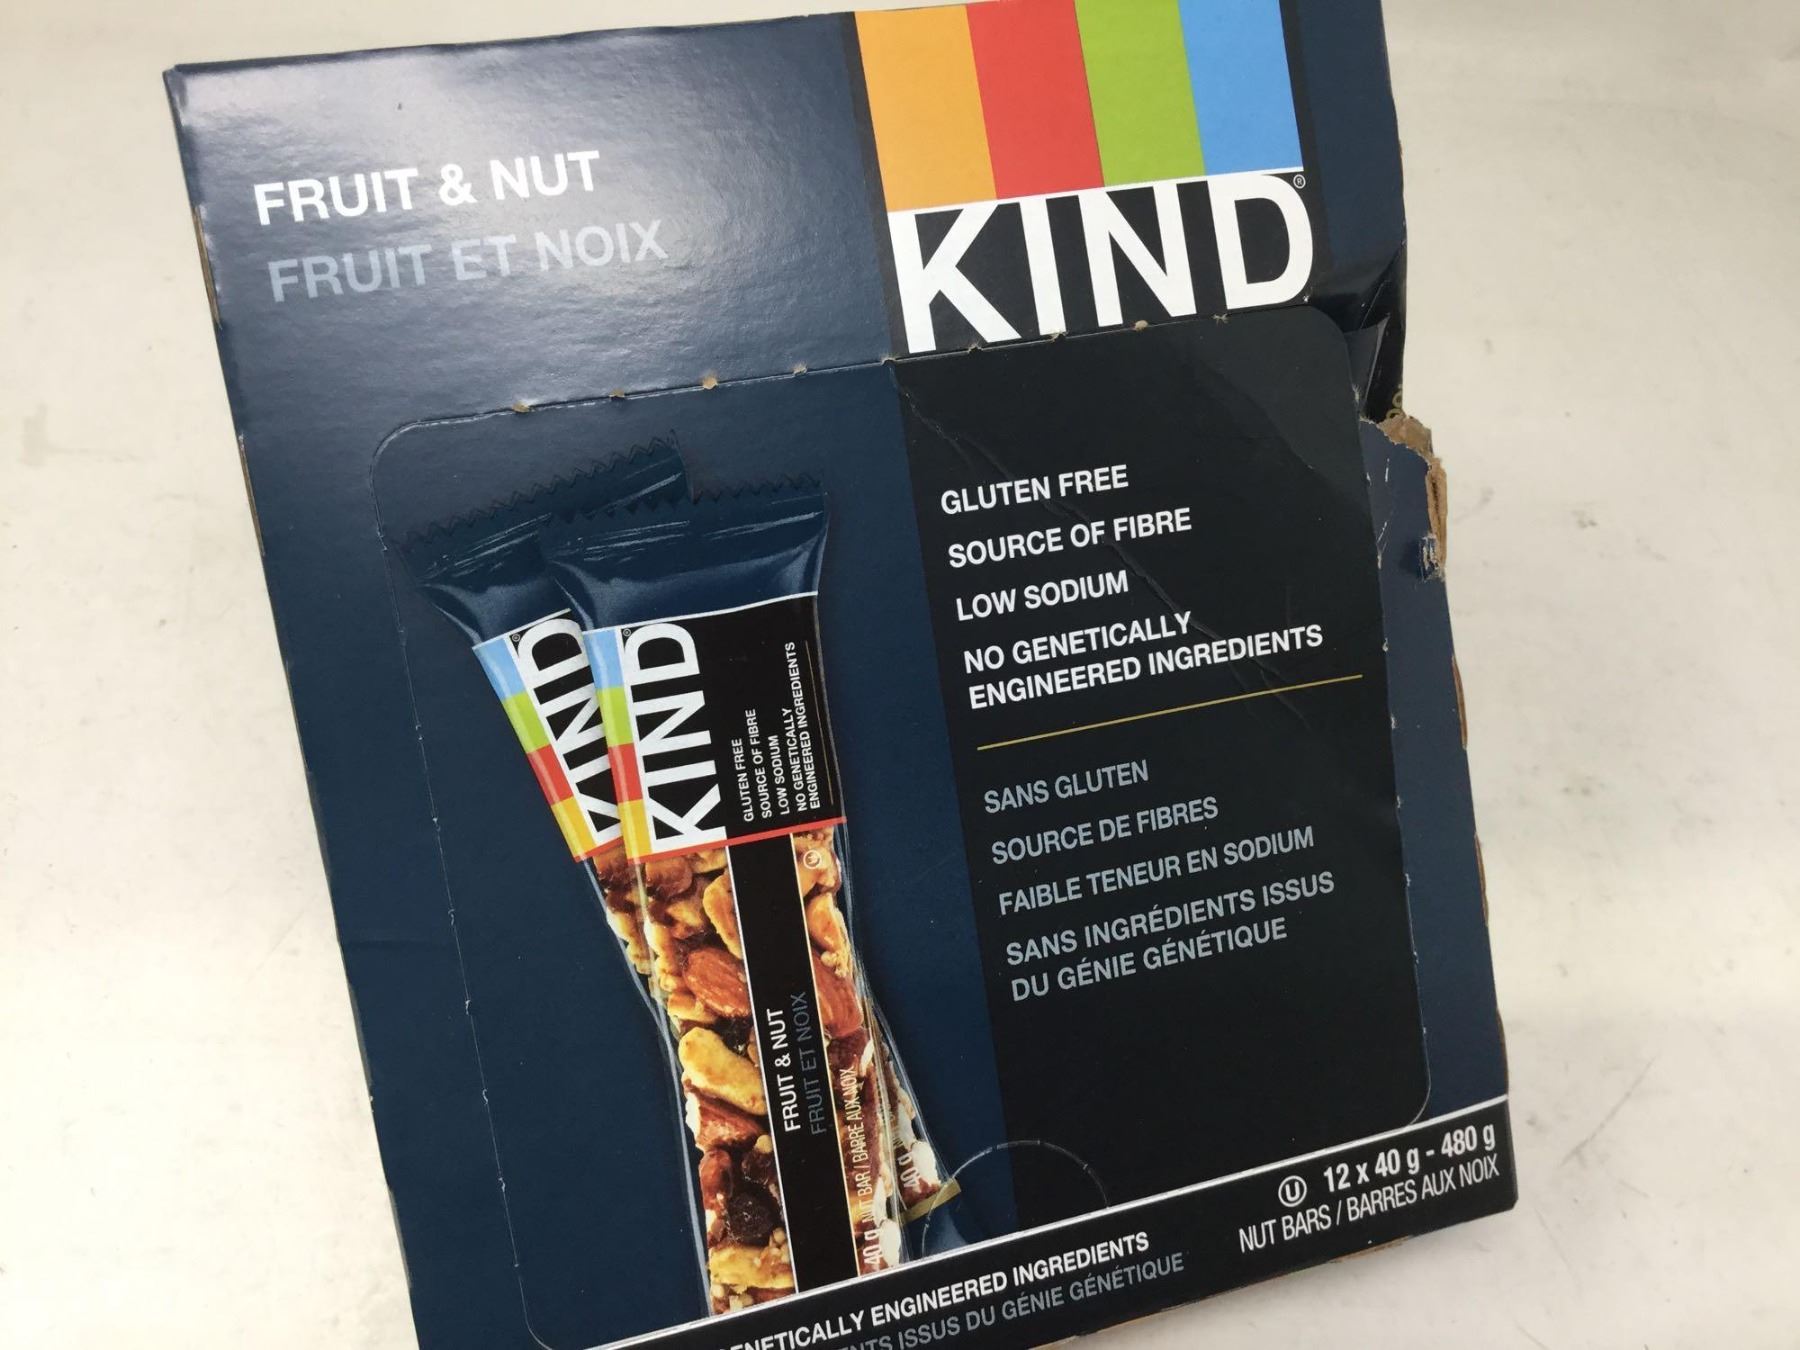 FRUIT & NUT
FRUIT ET NOIX
KIND®
GLUTEN FREE
SOURCE OF FIBRE
LOW SODIUM
NO GENETICALLY
ENGINEERED INGREDIENTS
SANS GLUTEN
SOURCE DE FIBRES
FAIBLE TENEUR EN SODIUM
SANS INGRÉDIENTS ISSUS
DU GÉNIE GÉNÉTIQUE
KIND®
KIND®
GLUTEN FREE
SOURCE OF FIBRE
LOW SODIUM
NO GENETICALLY
ENGINEERED INGREDIENTS
FRUIT & NUT
FRUIT ET NOIX
40 g NUT BAR / BARRE AUX NOIX
40 g
U 12 x 40 g - 480 g
NUT BARS / BARRES AUX NOIX
ENGINEERED INGREDIENTS
ISSUS DU GÉNIE GÉNÉTIQUE